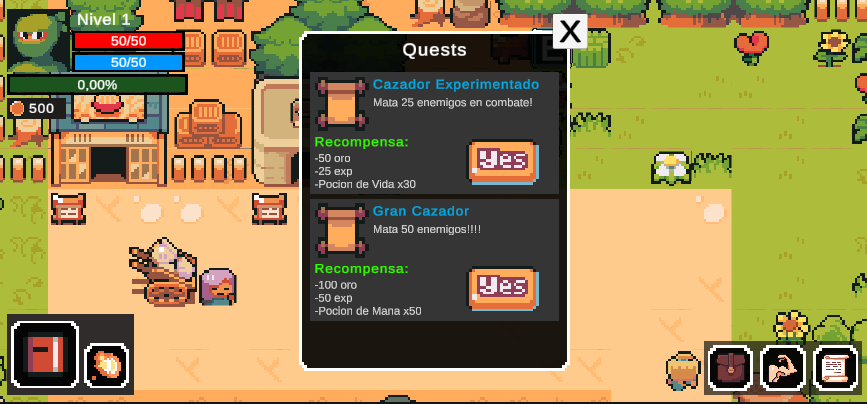 Nivel 1
50/50
50/50
0,00%
500
Quests
X
Cazador Experimentado
Mata 25 enemigos en combate!
Recompensa:
-50 oro
-25 exp
-Pocion de Vida x30
Yes
Gran Cazador
Mata 50 enemigos!!!!
Recompensa:
-100 oro
-50 exp
-Pocion de Mana x50
Yes